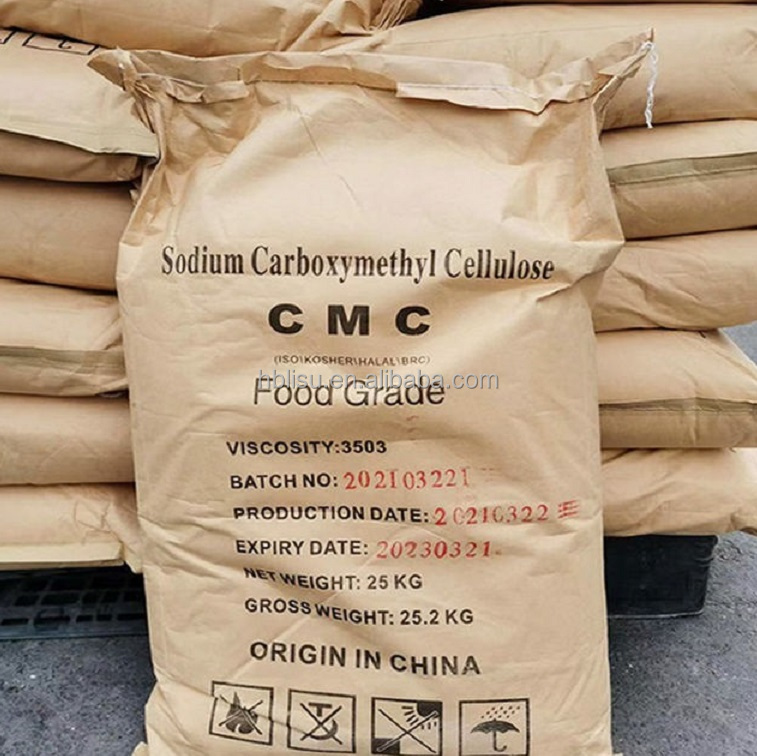 Sodium Carboxymethyl Cellulose
CMC
(ISO\KOSHER\HALAL\BRC)
hblisu.en.alibaba.com
Food Grade
VISCOSITY:3503
BATCH NO: 202103221
PRODUCTION DATE: 20210322
EXPIRY DATE: 20230321
NET WEIGHT: 25 KG
GROSS WEIGHT: 25.2 KG
ORIGIN IN CHINA